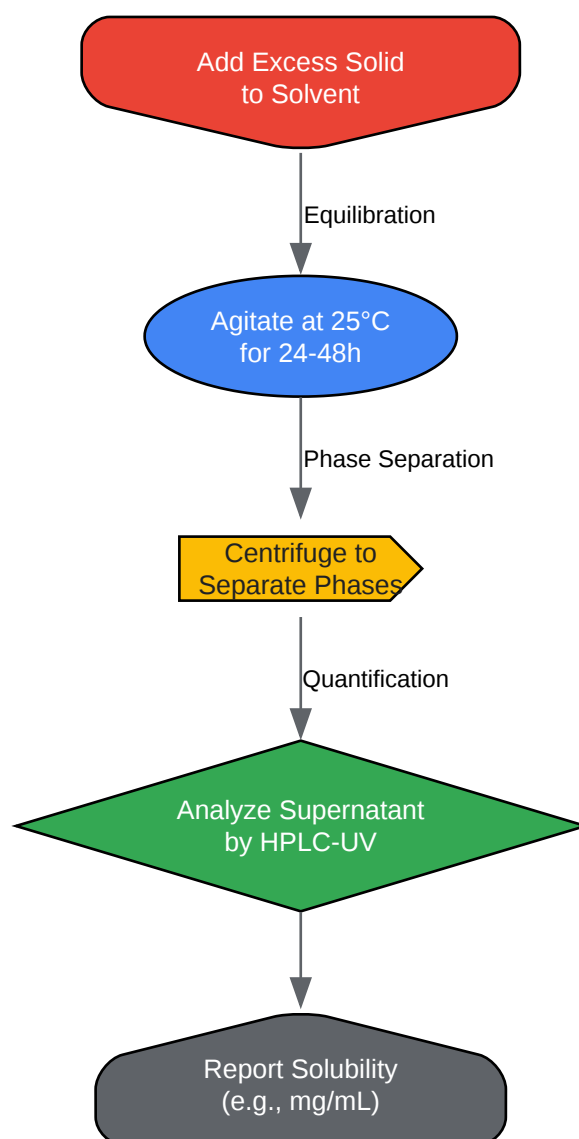 Add Excess Solid
to Solvent
Equilibration
Agitate at 25°C
for 24-48h
Phase Separation
Centrifuge to
Separate Phases
Quantification
Analyze Supernatant
by HPLC-UV
Report Solubility
(e.g., mg/mL)